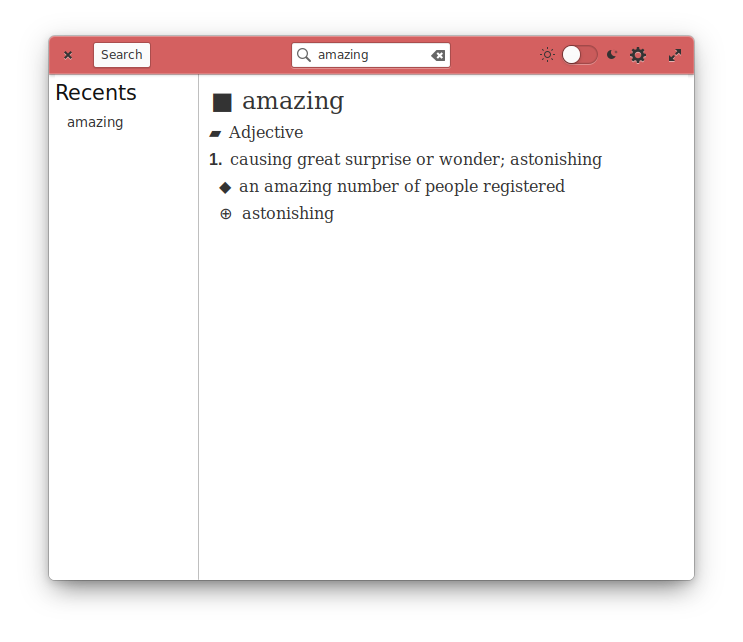 Search
amazing
Recents
amazing
■ amazing
▰ Adjective
1. causing great surprise or wonder; astonishing
◆ an amazing number of people registered
⊕ astonishing